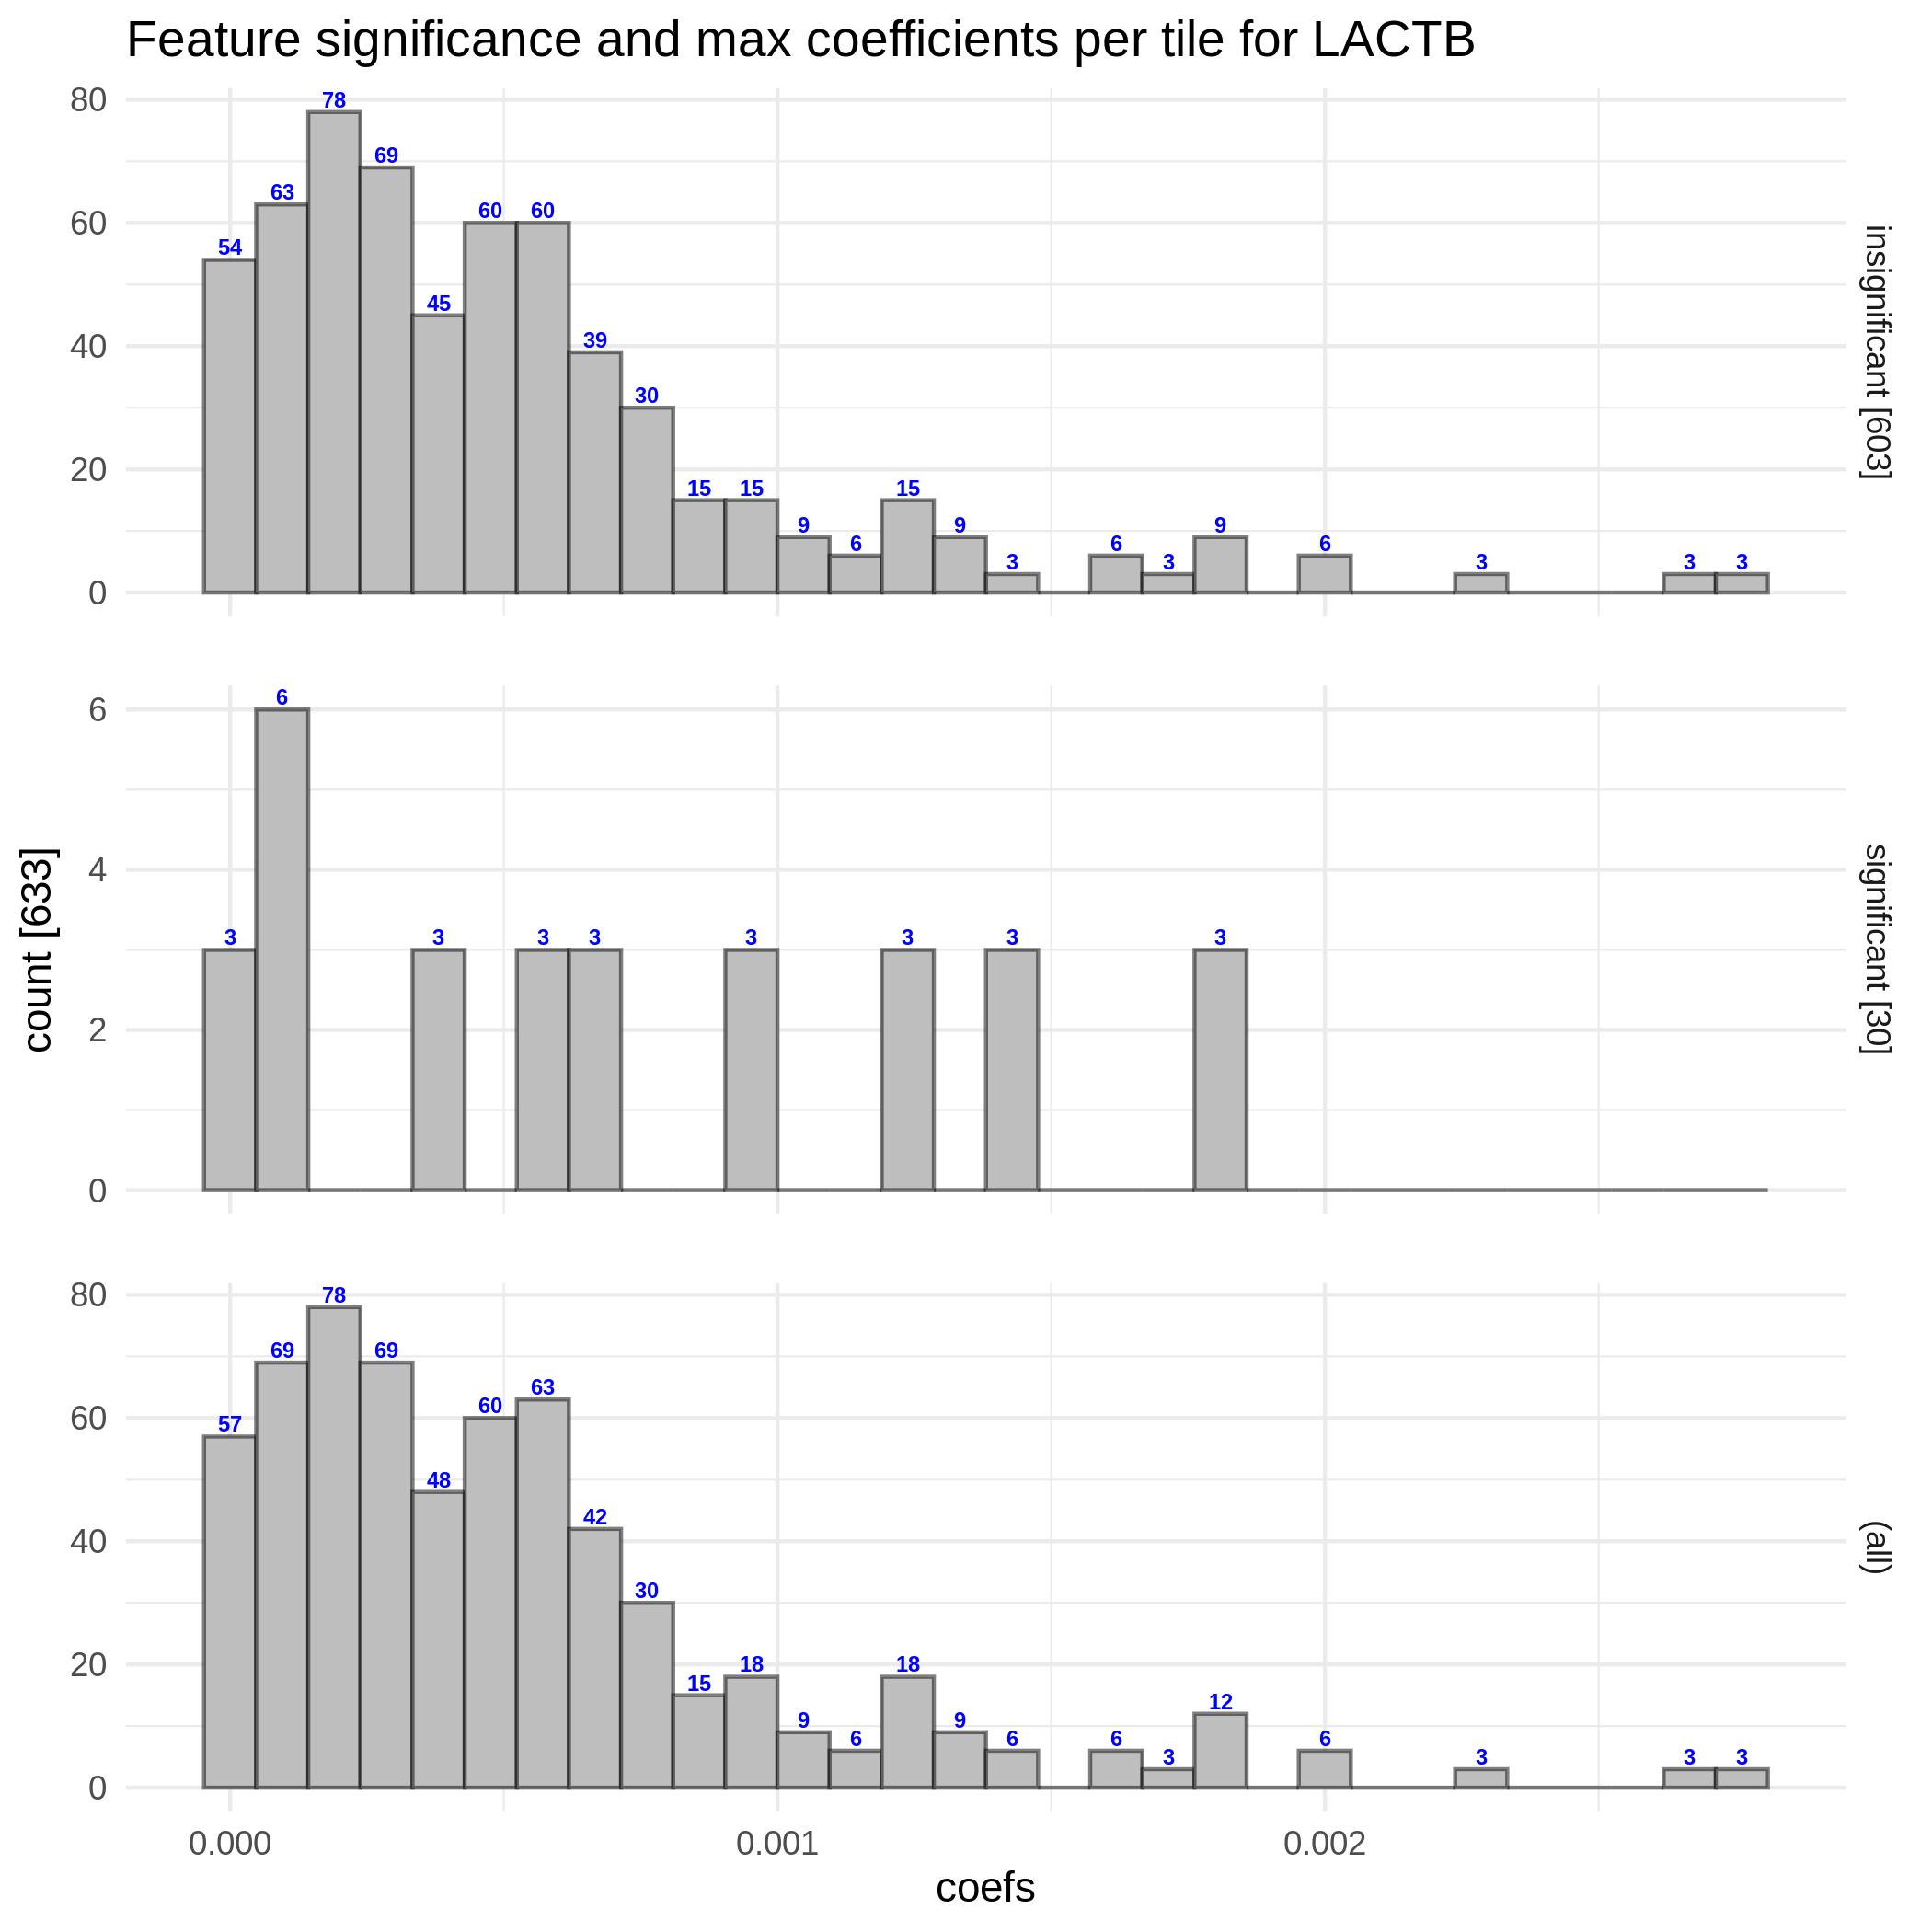 Feature significance and max coefficients per tile for LACTB
80
60
40
20
0
54 63 78 69 45 60 60 39 30 15 15 9 6 15 9 3 6 3 9 6 3 3 3
insignificant [603]
count [633]
6
4
2
0
3 6 3 3 3 3 3 3 3
significant [30]
80
60
40
20
0
57 69 78 69 48 60 63 42 30 15 18 9 6 18 9 6 6 3 12 6 3 3 3
(all)
0.000 0.001 0.002
coefs